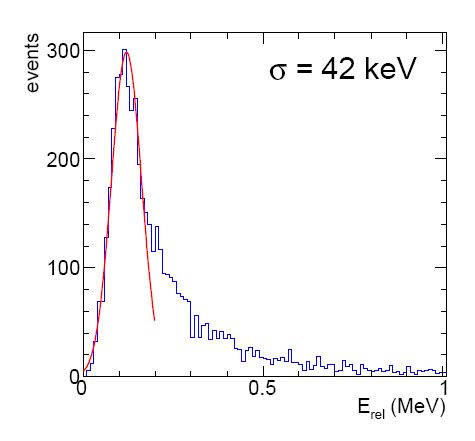 events
300
σ = 42 keV
200
100
0
0 0.5 1
E_rel (MeV)